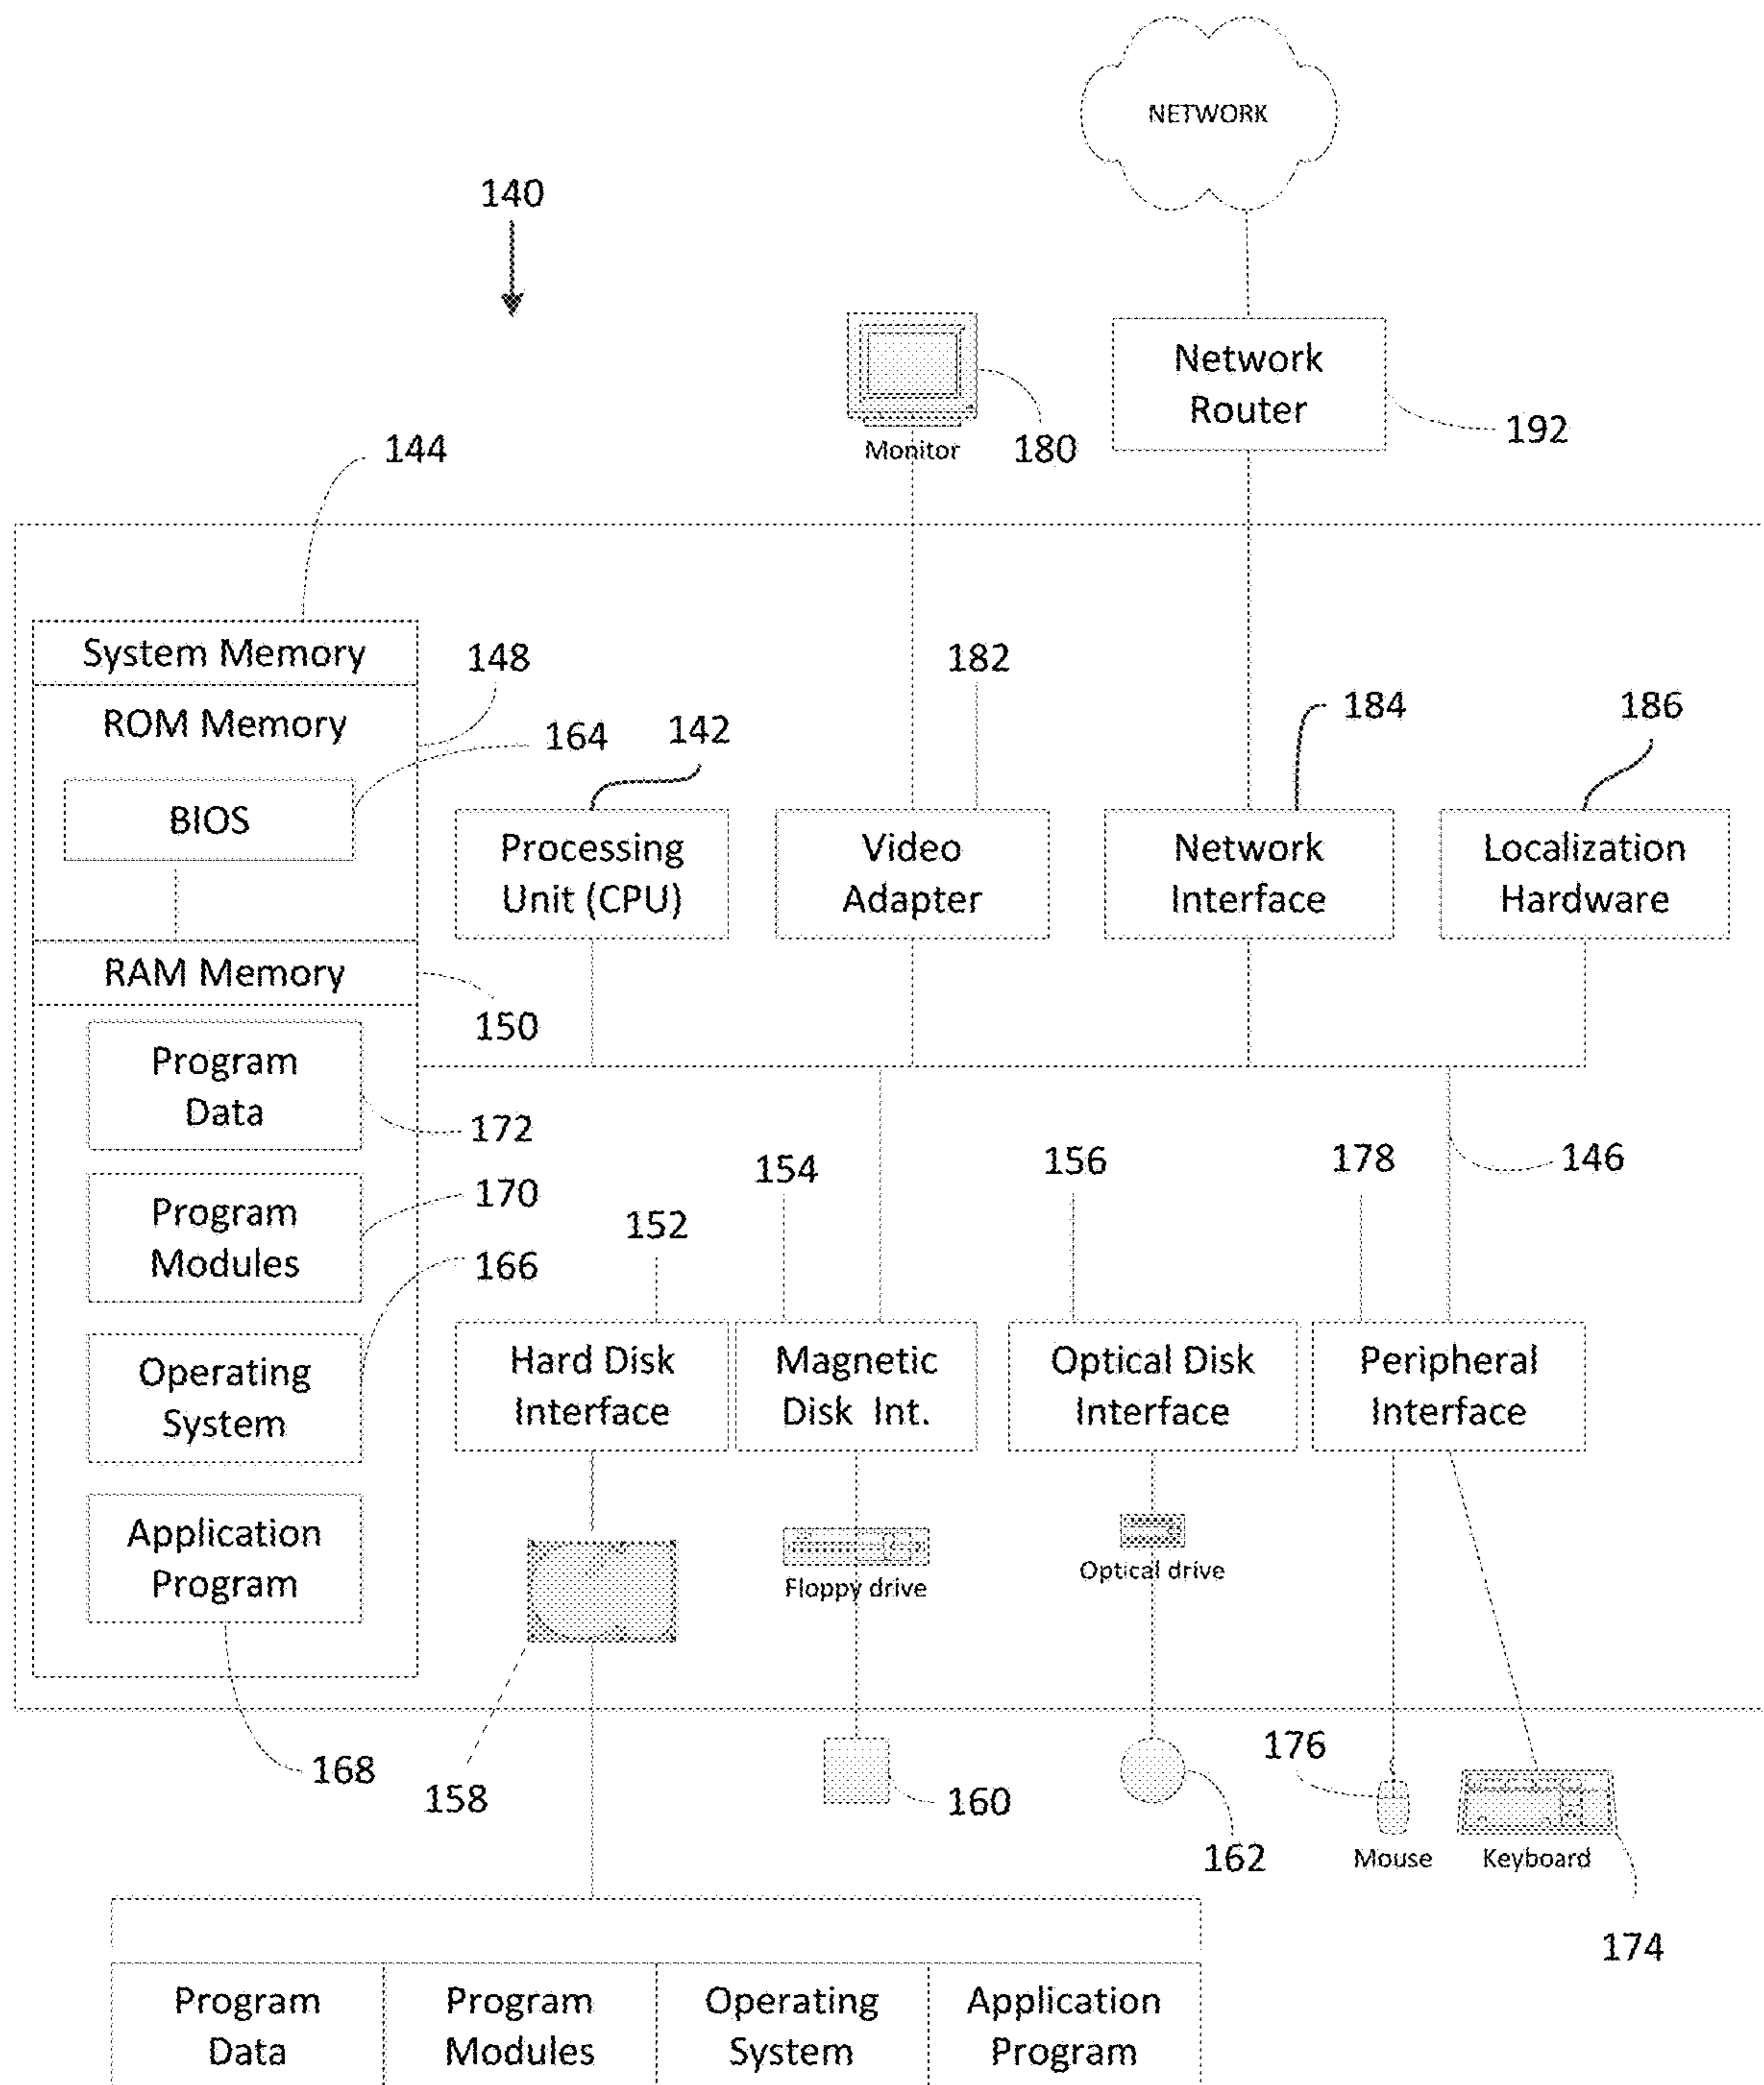 NETWORK
140
Network
Router
192
Monitor
180
144
System Memory
148
182
ROM Memory
184
186
164
142
BIOS
Processing
Unit (CPU)
Video
Adapter
Network
Interface
Localization
Hardware
RAM Memory
150
Program
Data
172
154
156
178
146
Program
Modules
170
152
166
Operating
System
Hard Disk
Interface
Magnetic
Disk Int.
Optical Disk
Interface
Peripheral
Interface
Application
Program
Floppy drive
Optical drive
168
158
160
162
176
Mouse
Keyboard
174
Program
Data
Program
Modules
Operating
System
Application
Program